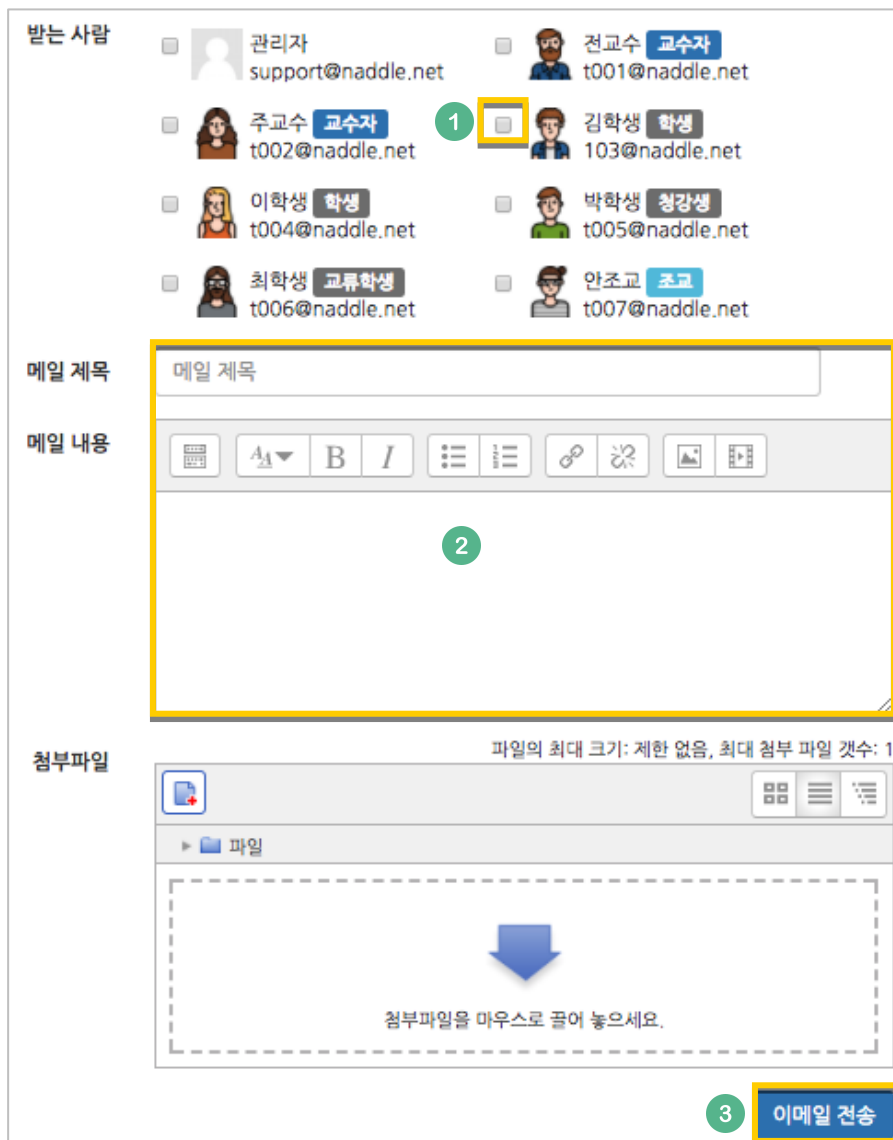 받는 사람
관리자
support@naddle.net
전교수 교수자
t001@naddle.net
주교수 교수자
t002@naddle.net
1
김학생 학생
103@naddle.net
이학생 학생
t004@naddle.net
박학생 청강생
t005@naddle.net
최학생 교류학생
t006@naddle.net
안조교 조교
t007@naddle.net
메일 제목
메일 제목
메일 내용
2
첨부파일
파일의 최대 크기: 제한 없음, 최대 첨부 파일 갯수: 1
파일
첨부파일을 마우스로 끌어 놓으세요.
3
이메일 전송